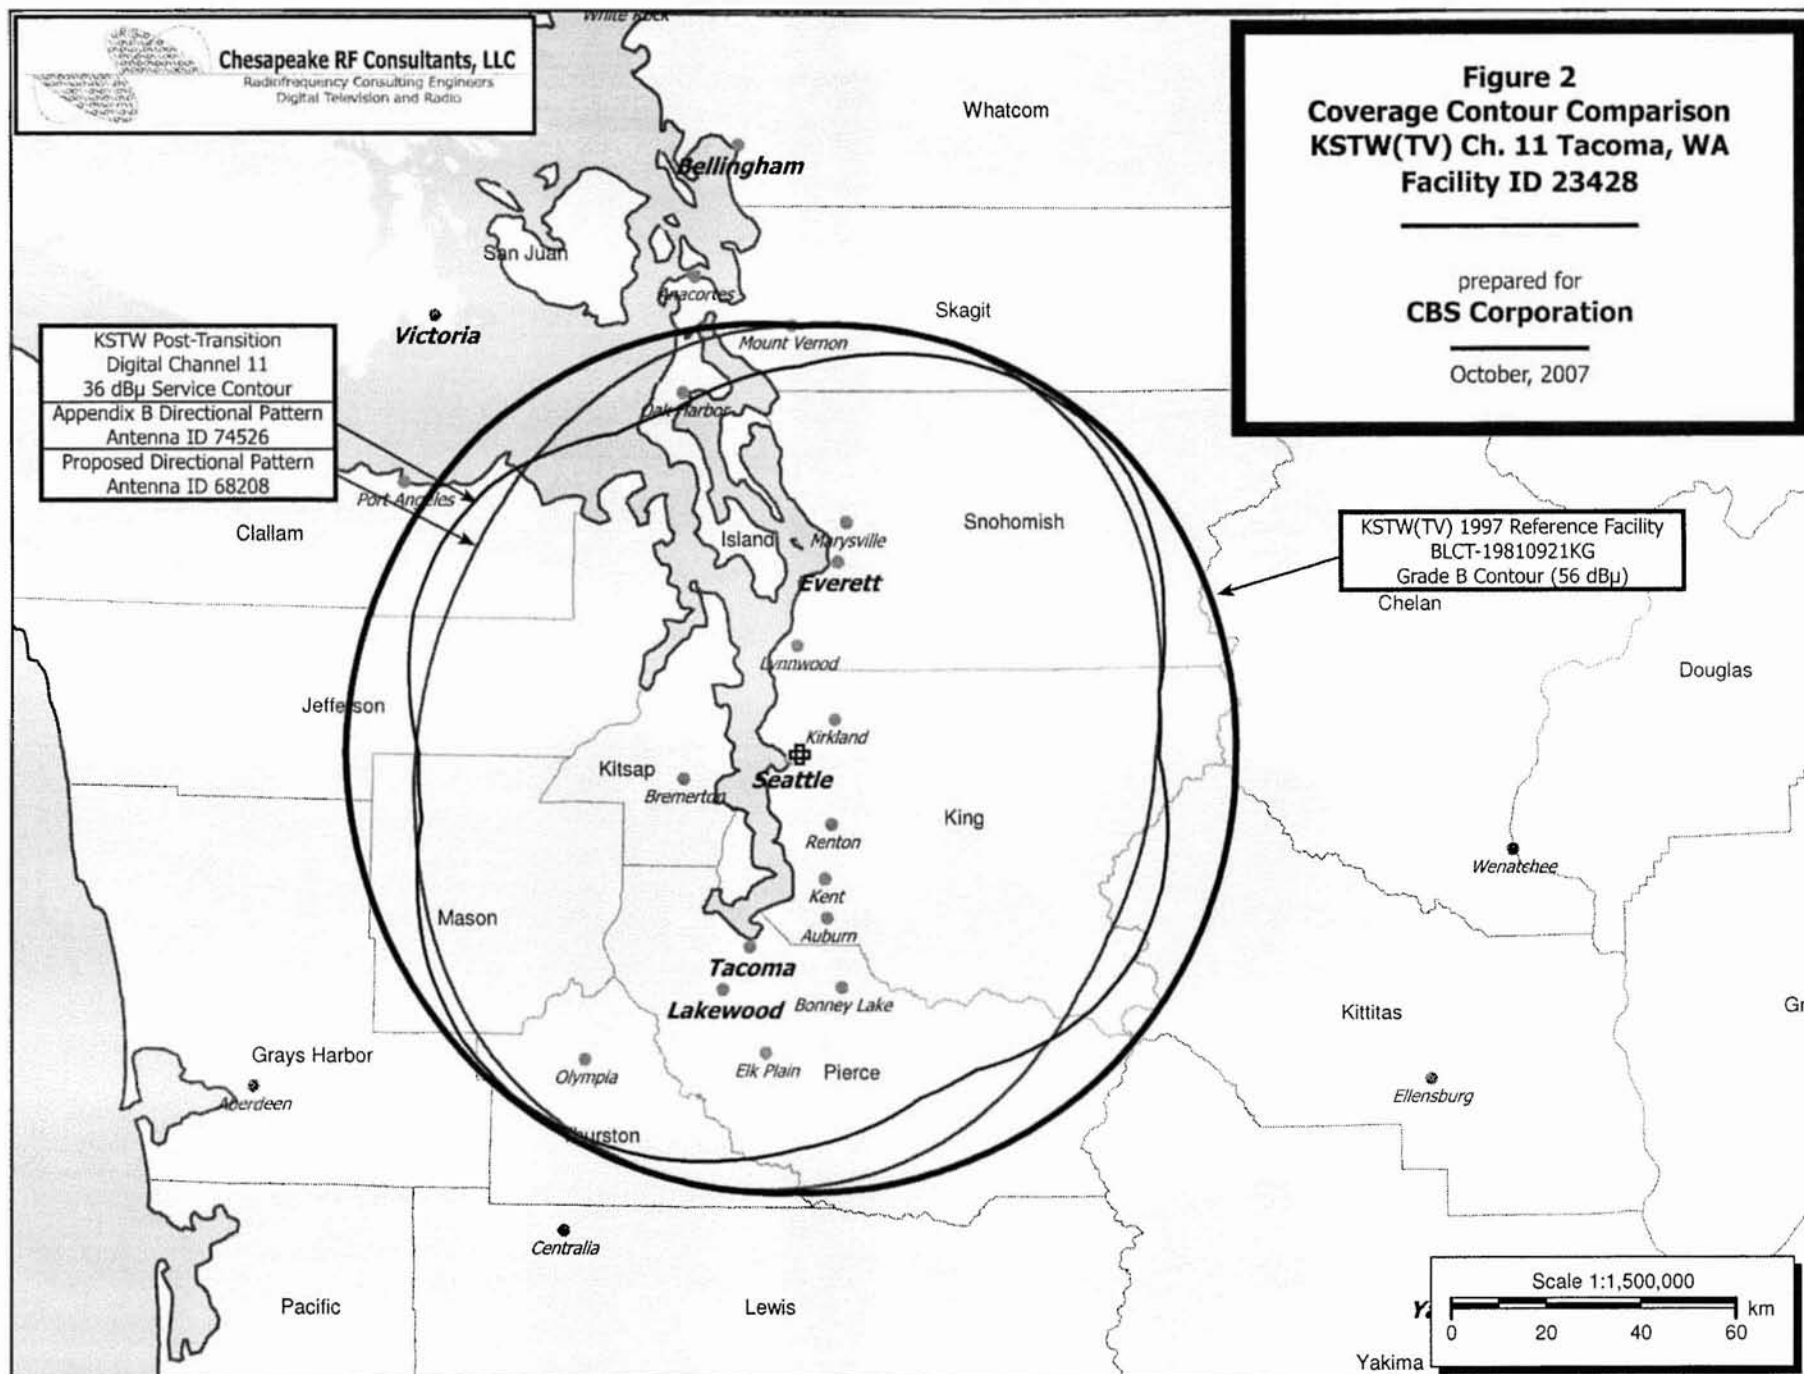 White Rock
Chesapeake RF Consultants, LLC
Radiofrequency Consulting Engineers
Digital Television and Radio
Figure 2
Coverage Contour Comparison
KSTW(TV) Ch. 11 Tacoma, WA
Facility ID 23428
prepared for
CBS Corporation
October, 2007
Whatcom
Bellingham
San Juan
Anacortes
Skagit
Victoria
Mount Vernon
KSTW Post-Transition
Digital Channel 11
36 dBµ Service Contour
Appendix B Directional Pattern
Antenna ID 74526
Proposed Directional Pattern
Antenna ID 68208
Oak Harbor
Port Angeles
Clallam
Snohomish
Island
Marysville
Everett
KSTW(TV) 1997 Reference Facility
BLCT-19810921KG
Grade B Contour (56 dBµ)
Chelan
Lynnwood
Douglas
Jefferson
Kirkland
Kitsap
Seattle
Bremerton
King
Renton
Wenatchee
Kent
Mason
Auburn
Tacoma
Lakewood
Bonney Lake
Kittitas
Gr
Grays Harbor
Olympia
Elk Plain
Pierce
Aberdeen
Ellensburg
Thurston
Centralia
Pacific
Lewis
Scale 1:1,500,000
km
0 20 40 60
Ya
Yakima